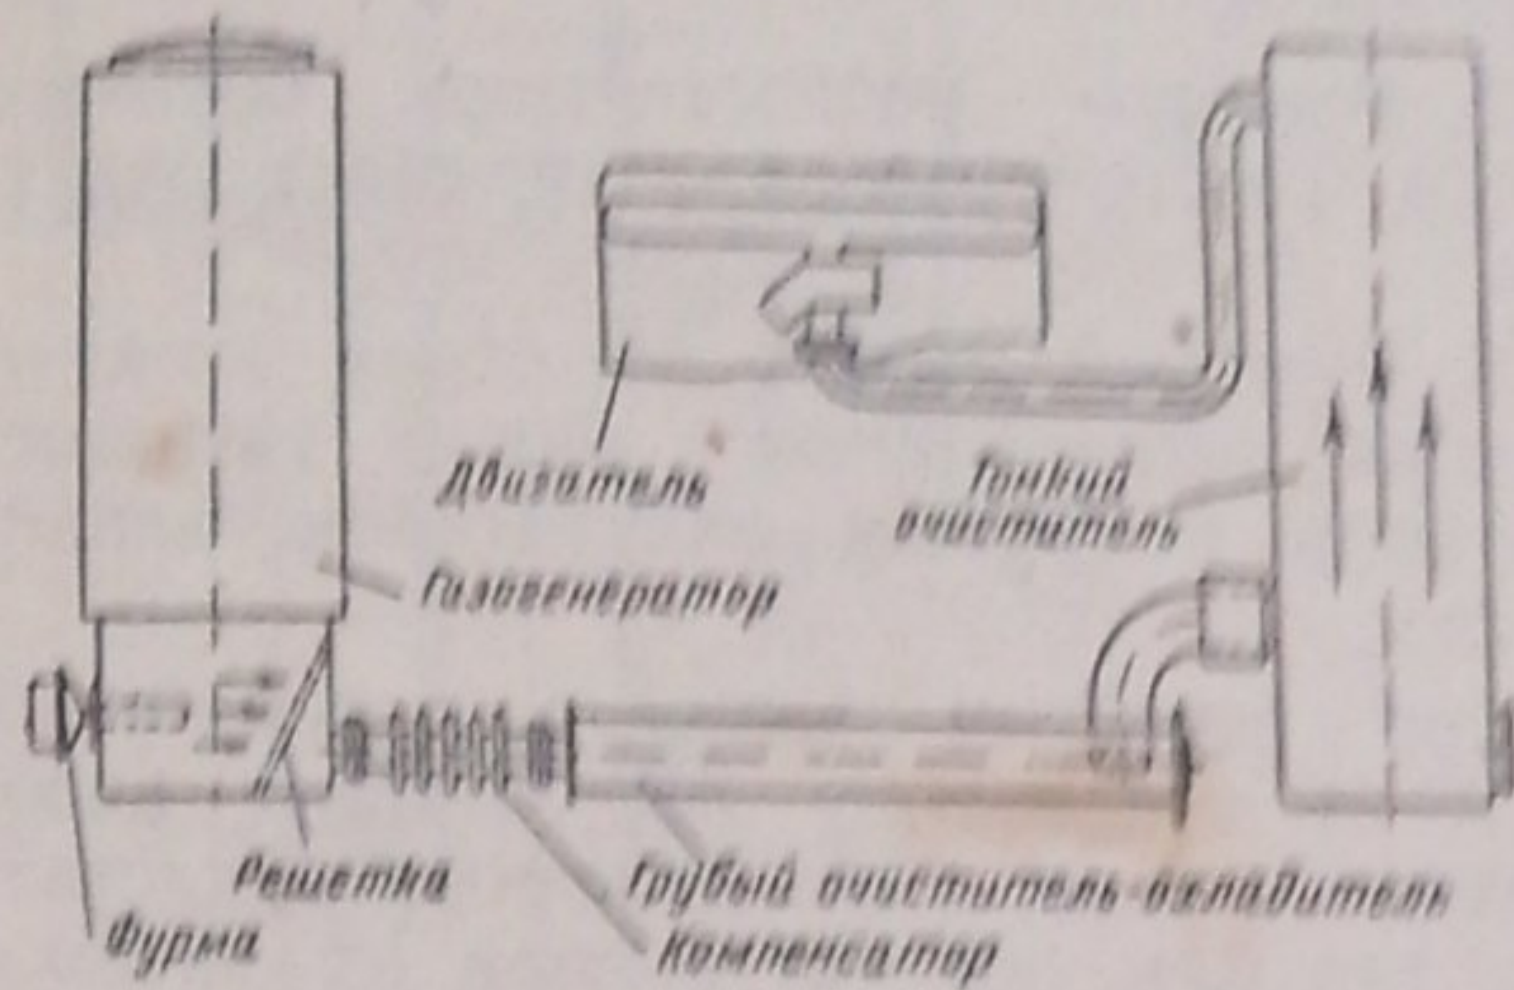 Двигатель
Тонкий
очиститель
Газогенератор
Решетка
Грубый очиститель-охладитель
Фурма
Компенсатор